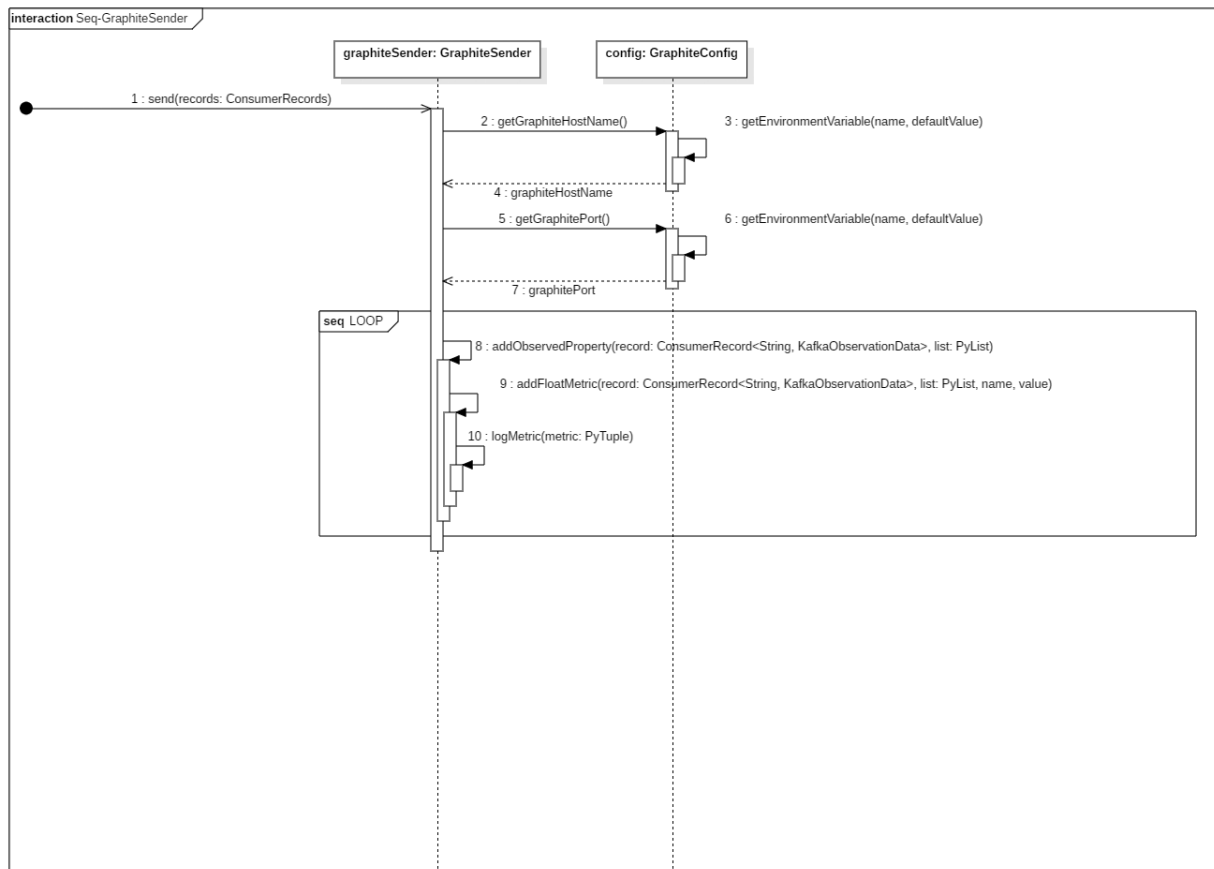 interaction Seq-GraphiteSender
graphiteSender: GraphiteSender
config: GraphiteConfig
1 : send(records: ConsumerRecords)
2 : getGraphiteHostName()
3 : getEnvironmentVariable(name, defaultValue)
4 : graphiteHostName
5 : getGraphitePort()
6 : getEnvironmentVariable(name, defaultValue)
7 : graphitePort
seq LOOP
8 : addObservedProperty(record: ConsumerRecord<String, KafkaObservationData>, list: PyList)
9 : addFloatMetric(record: ConsumerRecord<String, KafkaObservationData>, list: PyList, name, value)
10 : logMetric(metric: PyTuple)